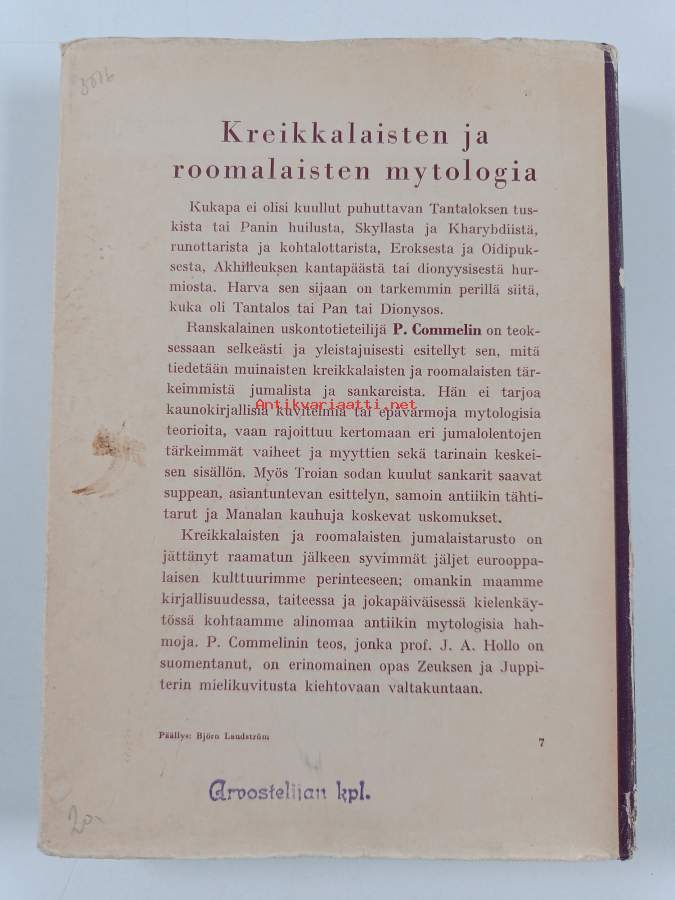 3086
Kreikkalaisten ja
roomalaisten mytologia
Kukapa ei olisi kuullut puhuttavan Tantaloksen tus-
kista tai Panin huilusta, Skyllasta ja Kharybdiistä,
runottarista ja kohtalottarista, Eroksesta ja Oidipuk-
sesta, Akhilleuksen kantapäästä tai dionyysisestä hur-
miosta. Harva sen sijaan on tarkemmin perillä siitä,
kuka oli Tantalos tai Pan tai Dionysos.
Ranskalainen uskontotieteilijä P. Commelin on teok-
sessaan selkeästi ja yleistajuisesti esitellyt sen, mitä
tiedetään muinaisten kreikkalaisten ja roomalaisten tär-
keimmistä jumalista ja sankareista. Hän ei tarjoa
Antikvariaatti.net
kaunokirjallisia kuvitelmia tai epävarmoja mytologisia
teorioita, vaan rajoittuu kertomaan eri jumalolentojen
tärkeimmät vaiheet ja myyttien sekä tarinain keskei-
sen sisällön. Myös Troian sodan kuulut sankarit saavat
suppean, asiantuntevan esittelyn, samoin antiikin tähti-
tarut ja Manalan kauhuja koskevat uskomukset.
Kreikkalaisten ja roomalaisten jumalaistarusto on
jättänyt raamatun jälkeen syvimmät jäljet eurooppa-
laisen kulttuurimme perinteeseen; omankin maamme
kirjallisuudessa, taiteessa ja jokapäiväisessä kielenkäy-
tössä kohtaamme alinomaa antiikin mytologisia hah-
moja. P. Commelinin teos, jonka prof. J. A. Hollo on
suomentanut, on erinomainen opas Zeuksen ja Juppi-
terin mielikuvitusta kiehtovaan valtakuntaan.
Päällys: Björn Landström
7
Arvostelijan kpl.
20-